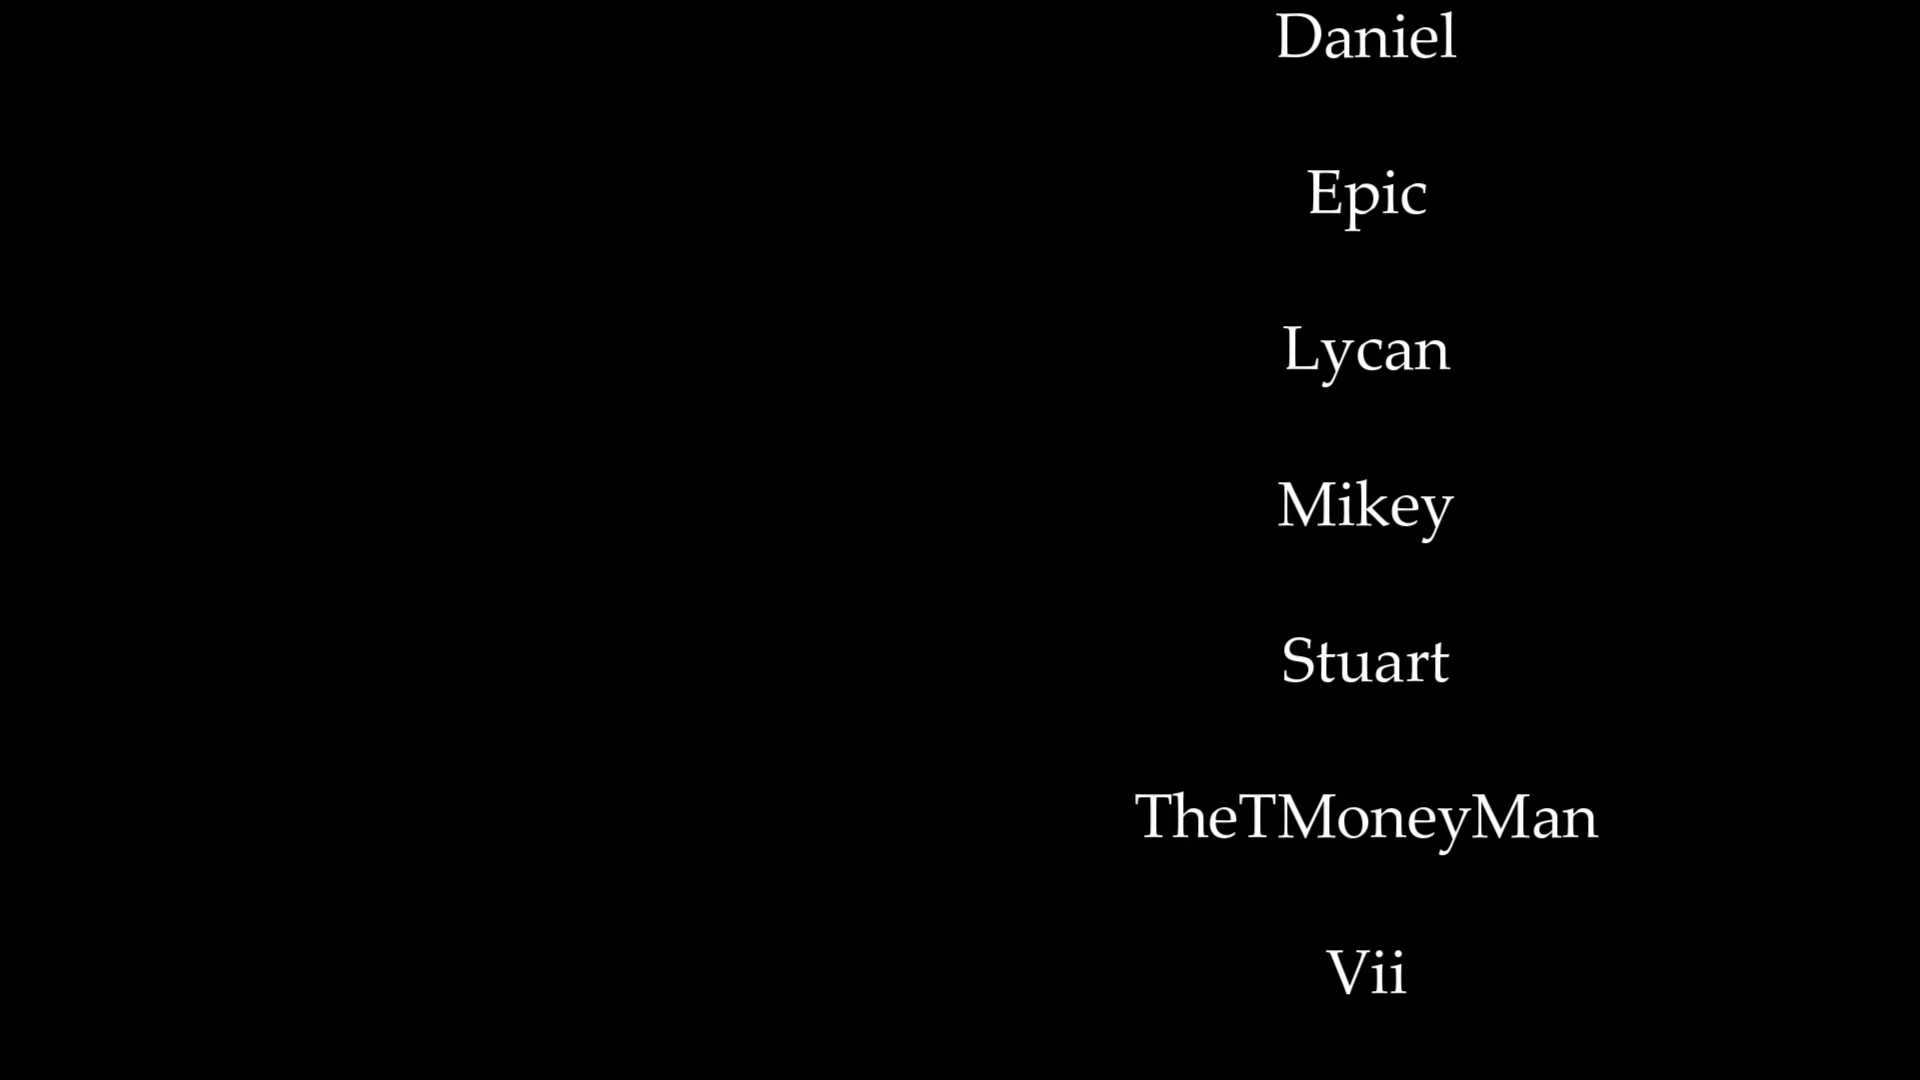 Daniel
Epic
Lycan
Mikey
Stuart
TheTMoneyMan
Vii